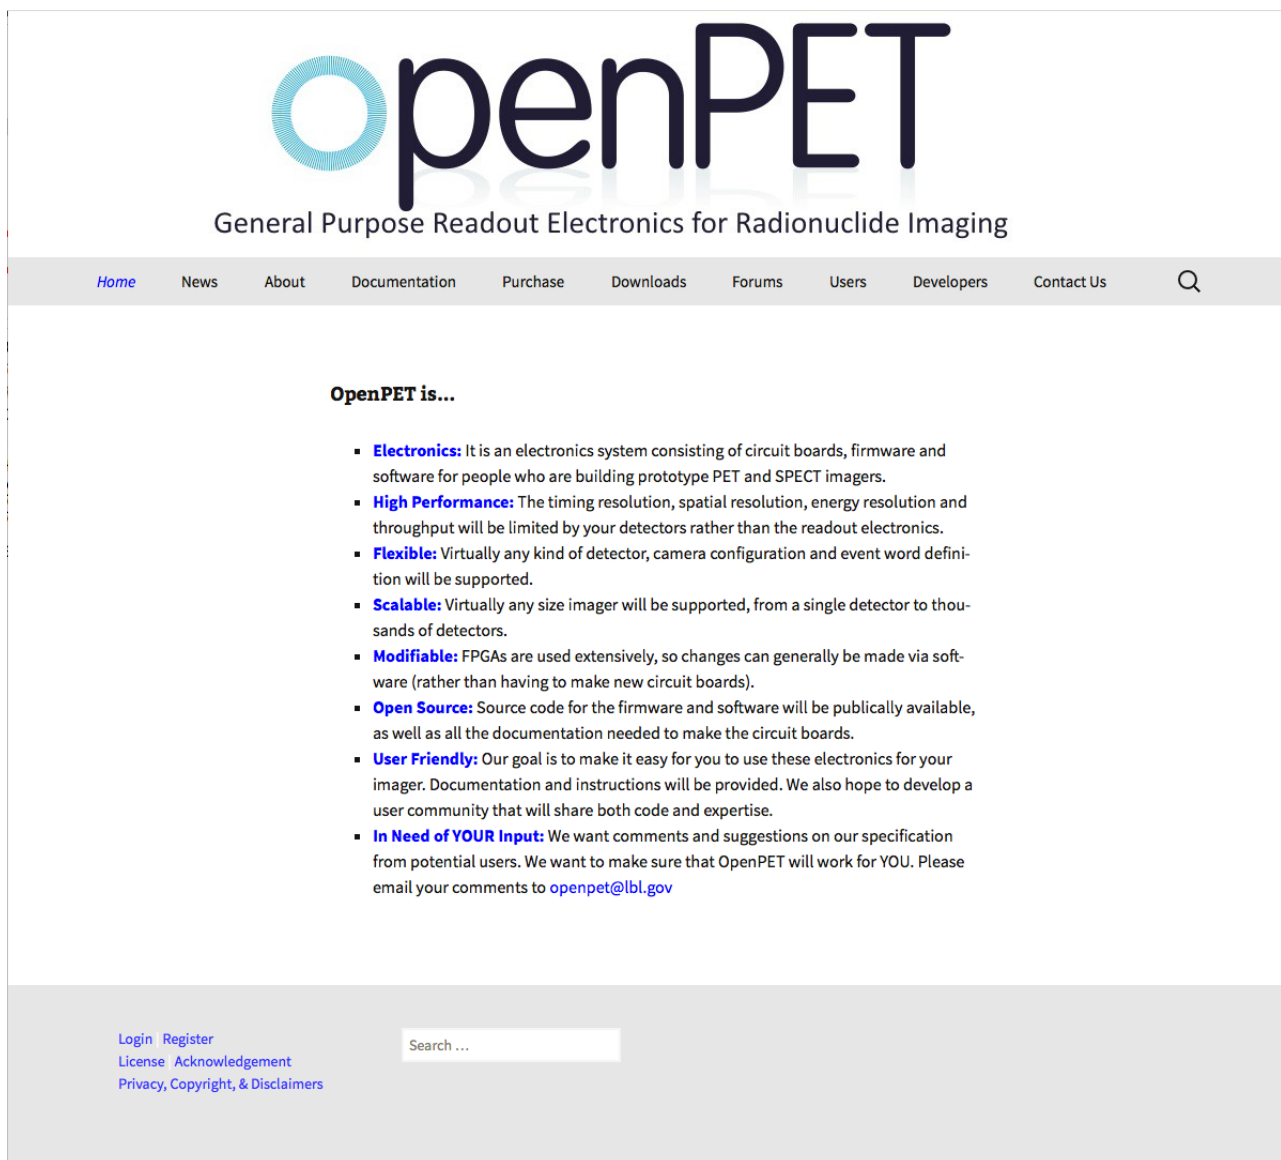 openPET
General Purpose Readout Electronics for Radionuclide Imaging
Home News About Documentation Purchase Downloads Forums Users Developers Contact Us
OpenPET is...
Electronics: It is an electronics system consisting of circuit boards, firmware and
software for people who are building prototype PET and SPECT imagers.
High Performance: The timing resolution, spatial resolution, energy resolution and
throughput will be limited by your detectors rather than the readout electronics.
Flexible: Virtually any kind of detector, camera configuration and event word defini-
tion will be supported.
Scalable: Virtually any size imager will be supported, from a single detector to thou-
sands of detectors.
Modifiable: FPGAs are used extensively, so changes can generally be made via soft-
ware (rather than having to make new circuit boards).
Open Source: Source code for the firmware and software will be publically available,
as well as all the documentation needed to make the circuit boards.
User Friendly: Our goal is to make it easy for you to use these electronics for your
imager. Documentation and instructions will be provided. We also hope to develop a
user community that will share both code and expertise.
In Need of YOUR Input: We want comments and suggestions on our specification
from potential users. We want to make sure that OpenPET will work for YOU. Please
email your comments to openpet@lbl.gov
Login | Register
License | Acknowledgement
Privacy, Copyright, & Disclaimers
Search ...